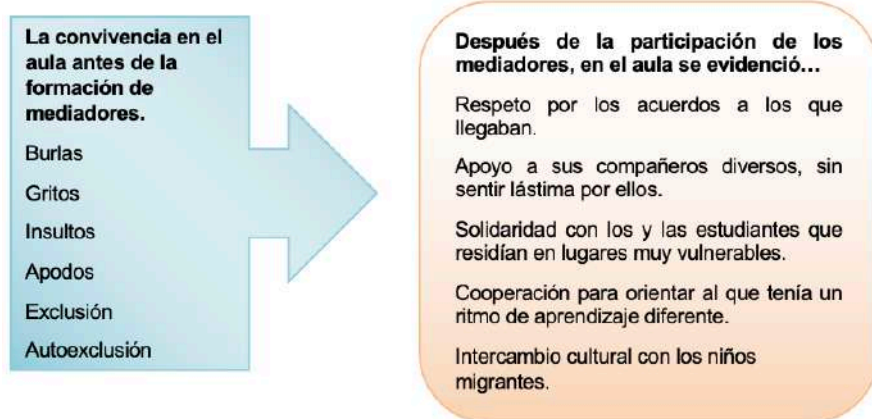 La convivencia en el
aula antes de la
formación de
mediadores.
Burlas
Gritos
Insultos
Apodos
Exclusión
Autoexclusión
Después de la participación de los
mediadores, en el aula se evidenció...
Respeto por los acuerdos a los que
llegaban.
Apoyo a sus compañeros diversos, sin
sentir lástima por ellos.
Solidaridad con los y las estudiantes que
residían en lugares muy vulnerables.
Cooperación para orientar al que tenía un
ritmo de aprendizaje diferente.
Intercambio cultural con los niños
migrantes.